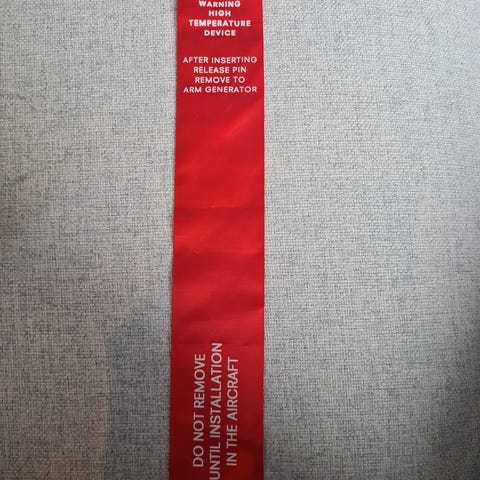 WARNING
HIGH
TEMPERATURE
DEVICE
AFTER INSERTING
RELEASE PIN
REMOVE TO
ARM GENERATOR
DO NOT REMOVE
UNTIL INSTALLATION
IN THE AIRCRAFT